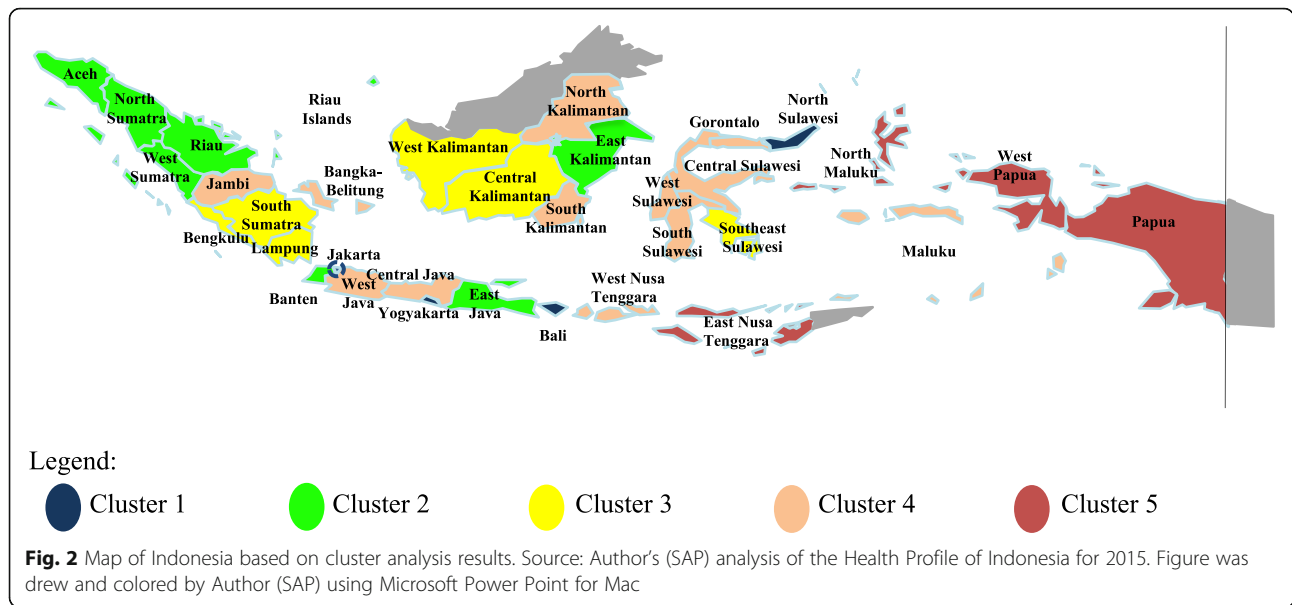 Aceh
North
Sumatra
West
Sumatra
Riau
Riau
Islands
Jambi
Bangka-
Belitung
South
Sumatra
Bengkulu
Lampung
West Kalimantan
North
Kalimantan
East
Kalimantan
Central
Kalimantan
South
Kalimantan
Gorontalo
North
Sulawesi
Central Sulawesi
West
Sulawesi
South
Sulawesi
Southeast
Sulawesi
North
Maluku
Maluku
West
Papua
Papua
Jakarta
Banten
West
Java
Central Java
Yogyakarta
East
Java
Bali
West Nusa
Tenggara
East Nusa
Tenggara
Legend:
Cluster 1
Cluster 2
Cluster 3
Cluster 4
Cluster 5
Fig. 2 Map of Indonesia based on cluster analysis results. Source: Author's (SAP) analysis of the Health Profile of Indonesia for 2015. Figure was
drew and colored by Author (SAP) using Microsoft Power Point for Mac